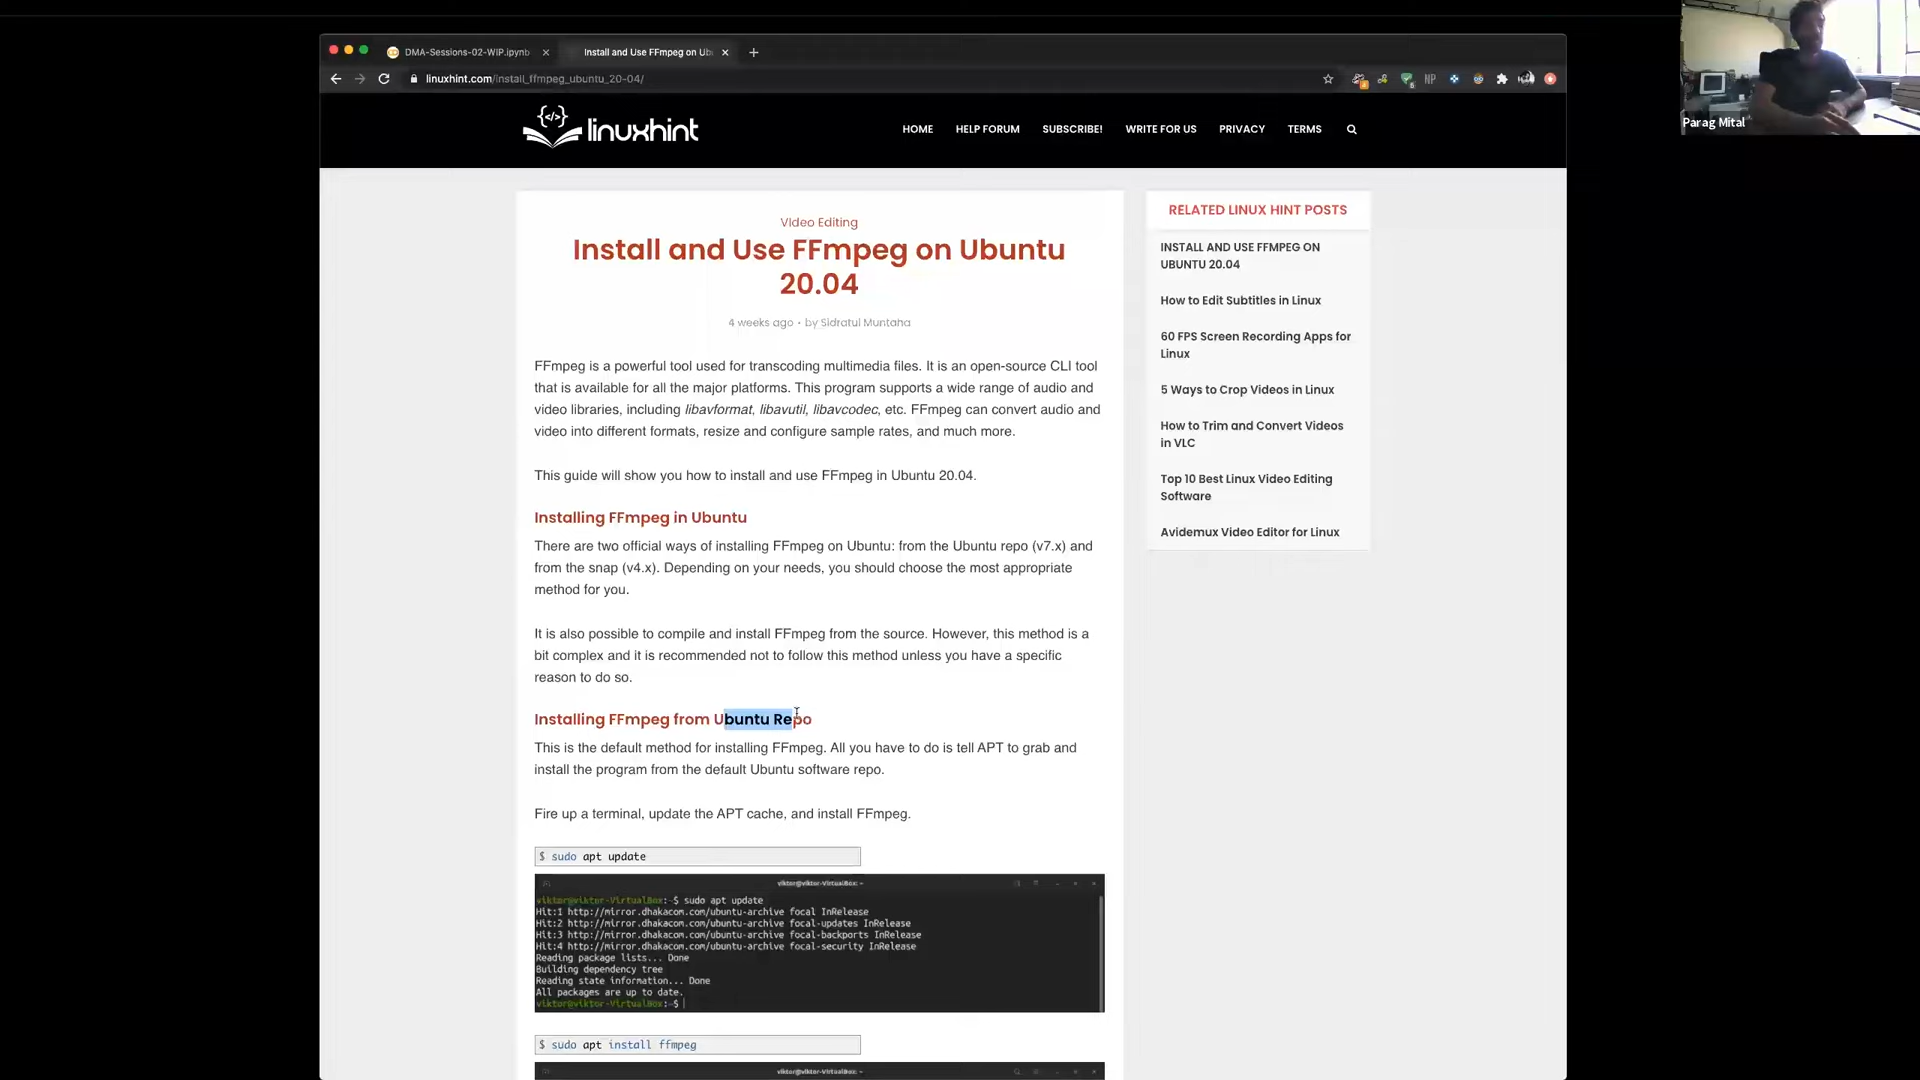 DMA-Sessions-02-WIP.ipynb
Install and Use FFmpeg on Ub
linuxhint.com/install_ffmpeg_ubuntu_20-04/
NP
Parag Mital
{</>}
linuxhint
HOME HELP FORUM SUBSCRIBE! WRITE FOR US PRIVACY TERMS
Video Editing
Install and Use FFmpeg on Ubuntu
20.04
4 weeks ago • by Sidratul Muntaha
FFmpeg is a powerful tool used for transcoding multimedia files. It is an open-source CLI tool
that is available for all the major platforms. This program supports a wide range of audio and
video libraries, including libavformat, libavutil, libavcodec, etc. FFmpeg can convert audio and
video into different formats, resize and configure sample rates, and much more.
This guide will show you how to install and use FFmpeg in Ubuntu 20.04.
Installing FFmpeg in Ubuntu
There are two official ways of installing FFmpeg on Ubuntu: from the Ubuntu repo (v7.x) and
from the snap (v4.x). Depending on your needs, you should choose the most appropriate
method for you.
It is also possible to compile and install FFmpeg from the source. However, this method is a
bit complex and it is recommended not to follow this method unless you have a specific
reason to do so.
Installing FFmpeg from Ubuntu Repo
This is the default method for installing FFmpeg. All you have to do is tell APT to grab and
install the program from the default Ubuntu software repo.
Fire up a terminal, update the APT cache, and install FFmpeg.
$ sudo apt update
viktor@viktor-VirtualBox: ~
viktor@viktor-VirtualBox:~$ sudo apt update
Hit:1 http://mirror.dhakacom.com/ubuntu-archive focal InRelease
Hit:2 http://mirror.dhakacom.com/ubuntu-archive focal-updates InRelease
Hit:3 http://mirror.dhakacom.com/ubuntu-archive focal-backports InRelease
Hit:4 http://mirror.dhakacom.com/ubuntu-archive focal-security InRelease
Reading package lists... Done
Building dependency tree
Reading state information... Done
All packages are up to date.
viktor@viktor-VirtualBox:~$
$ sudo apt install ffmpeg
viktor@viktor-VirtualBox: ~
RELATED LINUX HINT POSTS
INSTALL AND USE FFMPEG ON
UBUNTU 20.04
How to Edit Subtitles in Linux
60 FPS Screen Recording Apps for
Linux
5 Ways to Crop Videos in Linux
How to Trim and Convert Videos
in VLC
Top 10 Best Linux Video Editing
Software
Avidemux Video Editor for Linux